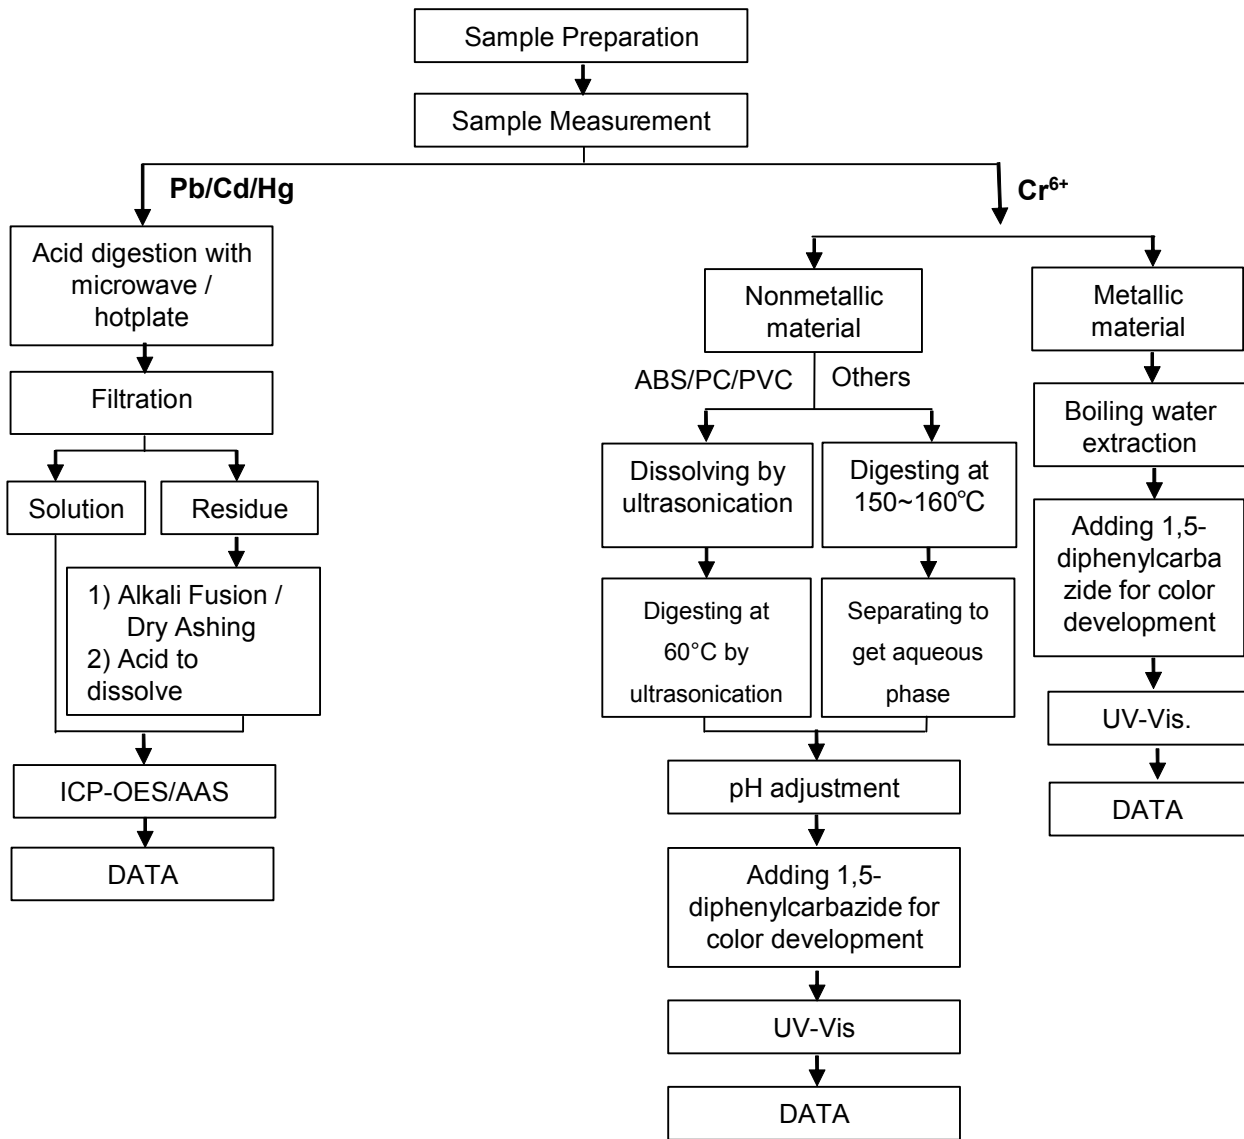 Sample Preparation
Sample Measurement
Pb/Cd/Hg
Acid digestion with
microwave /
hotplate
Filtration
Solution
Residue
1) Alkali Fusion /
Dry Ashing
2) Acid to
dissolve
ICP-OES/AAS
DATA
Cr⁶⁺
Nonmetallic
material
ABS/PC/PVC
Others
Dissolving by
ultrasonication
Digesting at
150~160℃
Digesting at
60°C by
ultrasonication
Separating to
get aqueous
phase
pH adjustment
Adding 1,5-
diphenylcarbazide for
color development
UV-Vis
DATA
Metallic
material
Boiling water
extraction
Adding 1,5-
diphenylcarba
zide for color
development
UV-Vis.
DATA